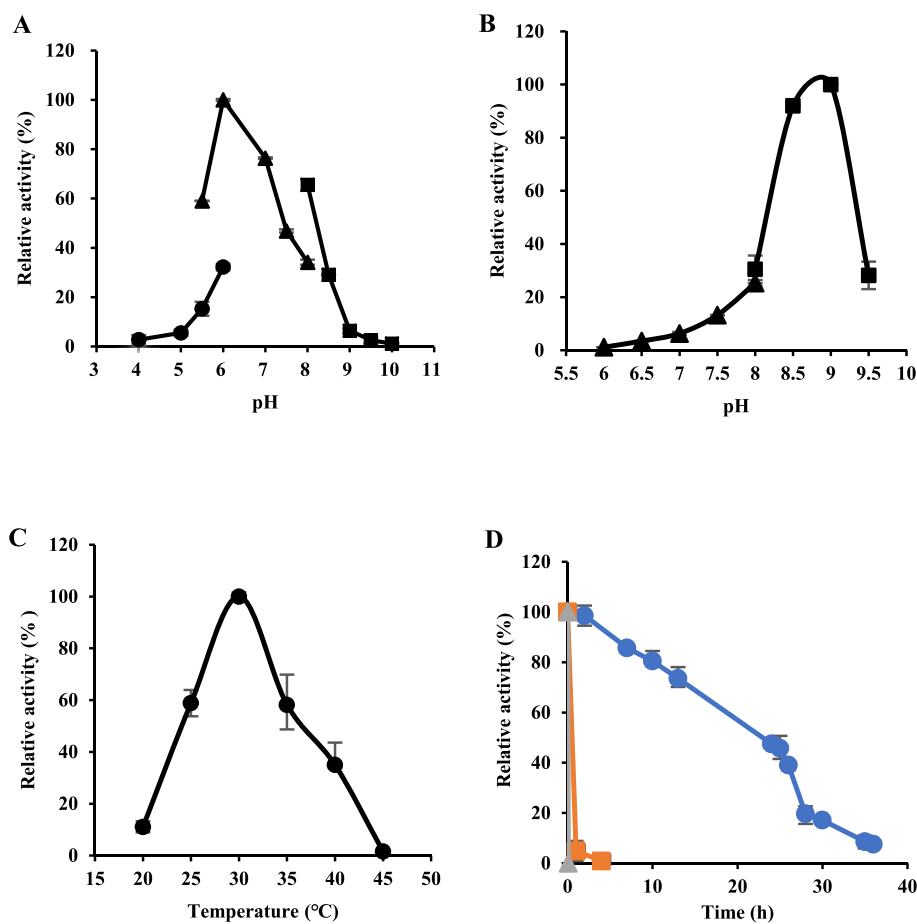 A
Relative activity (%)
120
100
80
60
40
20
0
3 4 5 6 7 8 9 10 11
pH
B
Relative activity (%)
120
100
80
60
40
20
0
5.5 6 6.5 7 7.5 8 8.5 9 9.5 10
pH
C
Relative activity (% )
120
100
80
60
40
20
0
15 20 25 30 35 40 45 50
Temperature (℃)
D
Relative activity (%)
120
100
80
60
40
20
0
0 10 20 30 40
Time (h)